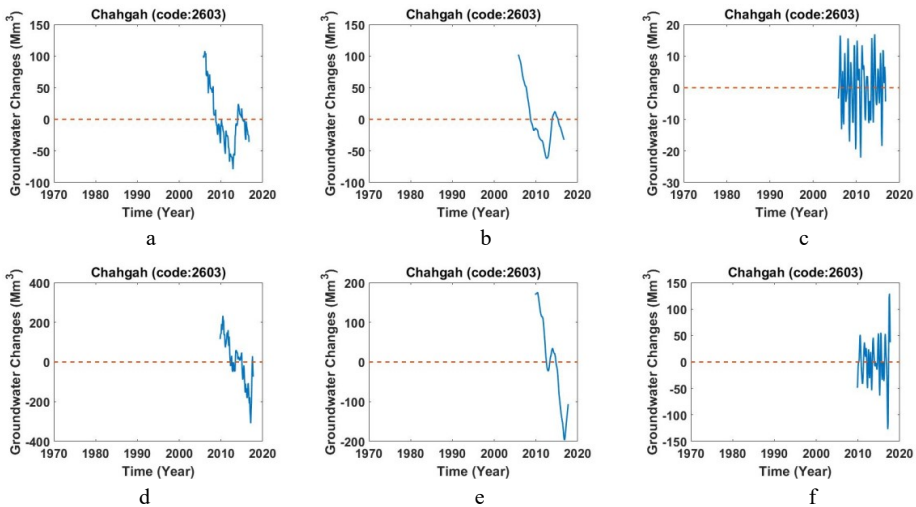 Chahgah (code:2603)
Groundwater Changes (Mm³)
150
100
50
0
-50
-100
1970 1980 1990 2000 2010 2020
Time (Year)
a
Chahgah (code:2603)
Groundwater Changes (Mm³)
150
100
50
0
-50
-100
1970 1980 1990 2000 2010 2020
Time (Year)
b
Chahgah (code:2603)
Groundwater Changes (Mm³)
20
10
0
-10
-20
-30
1970 1980 1990 2000 2010 2020
Time (Year)
c
Chahgah (code:2603)
Groundwater Changes (Mm³)
400
200
0
-200
-400
1970 1980 1990 2000 2010 2020
Time (Year)
d
Chahgah (code:2603)
Groundwater Changes (Mm³)
200
100
0
-100
-200
1970 1980 1990 2000 2010 2020
Time (Year)
e
Chahgah (code:2603)
Groundwater Changes (Mm³)
150
100
50
0
-50
-100
-150
1970 1980 1990 2000 2010 2020
Time (Year)
f